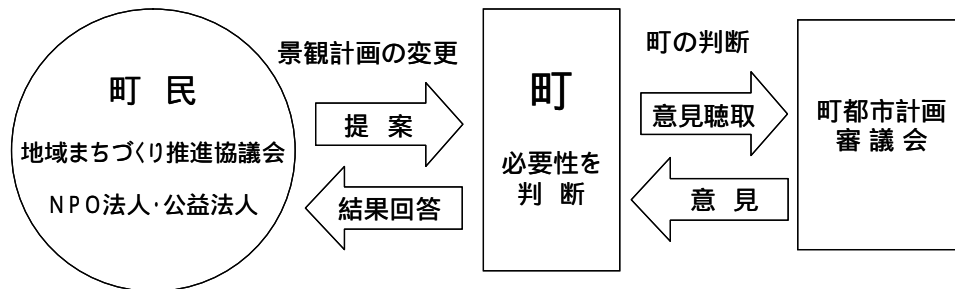 町 民
地域まちづくり推進協議会
NPO法人・公益法人
景観計画の変更
提 案
結果回答
町
必要性を
判 断
町の判断
意見聴取
意 見
町都市計画
審 議 会